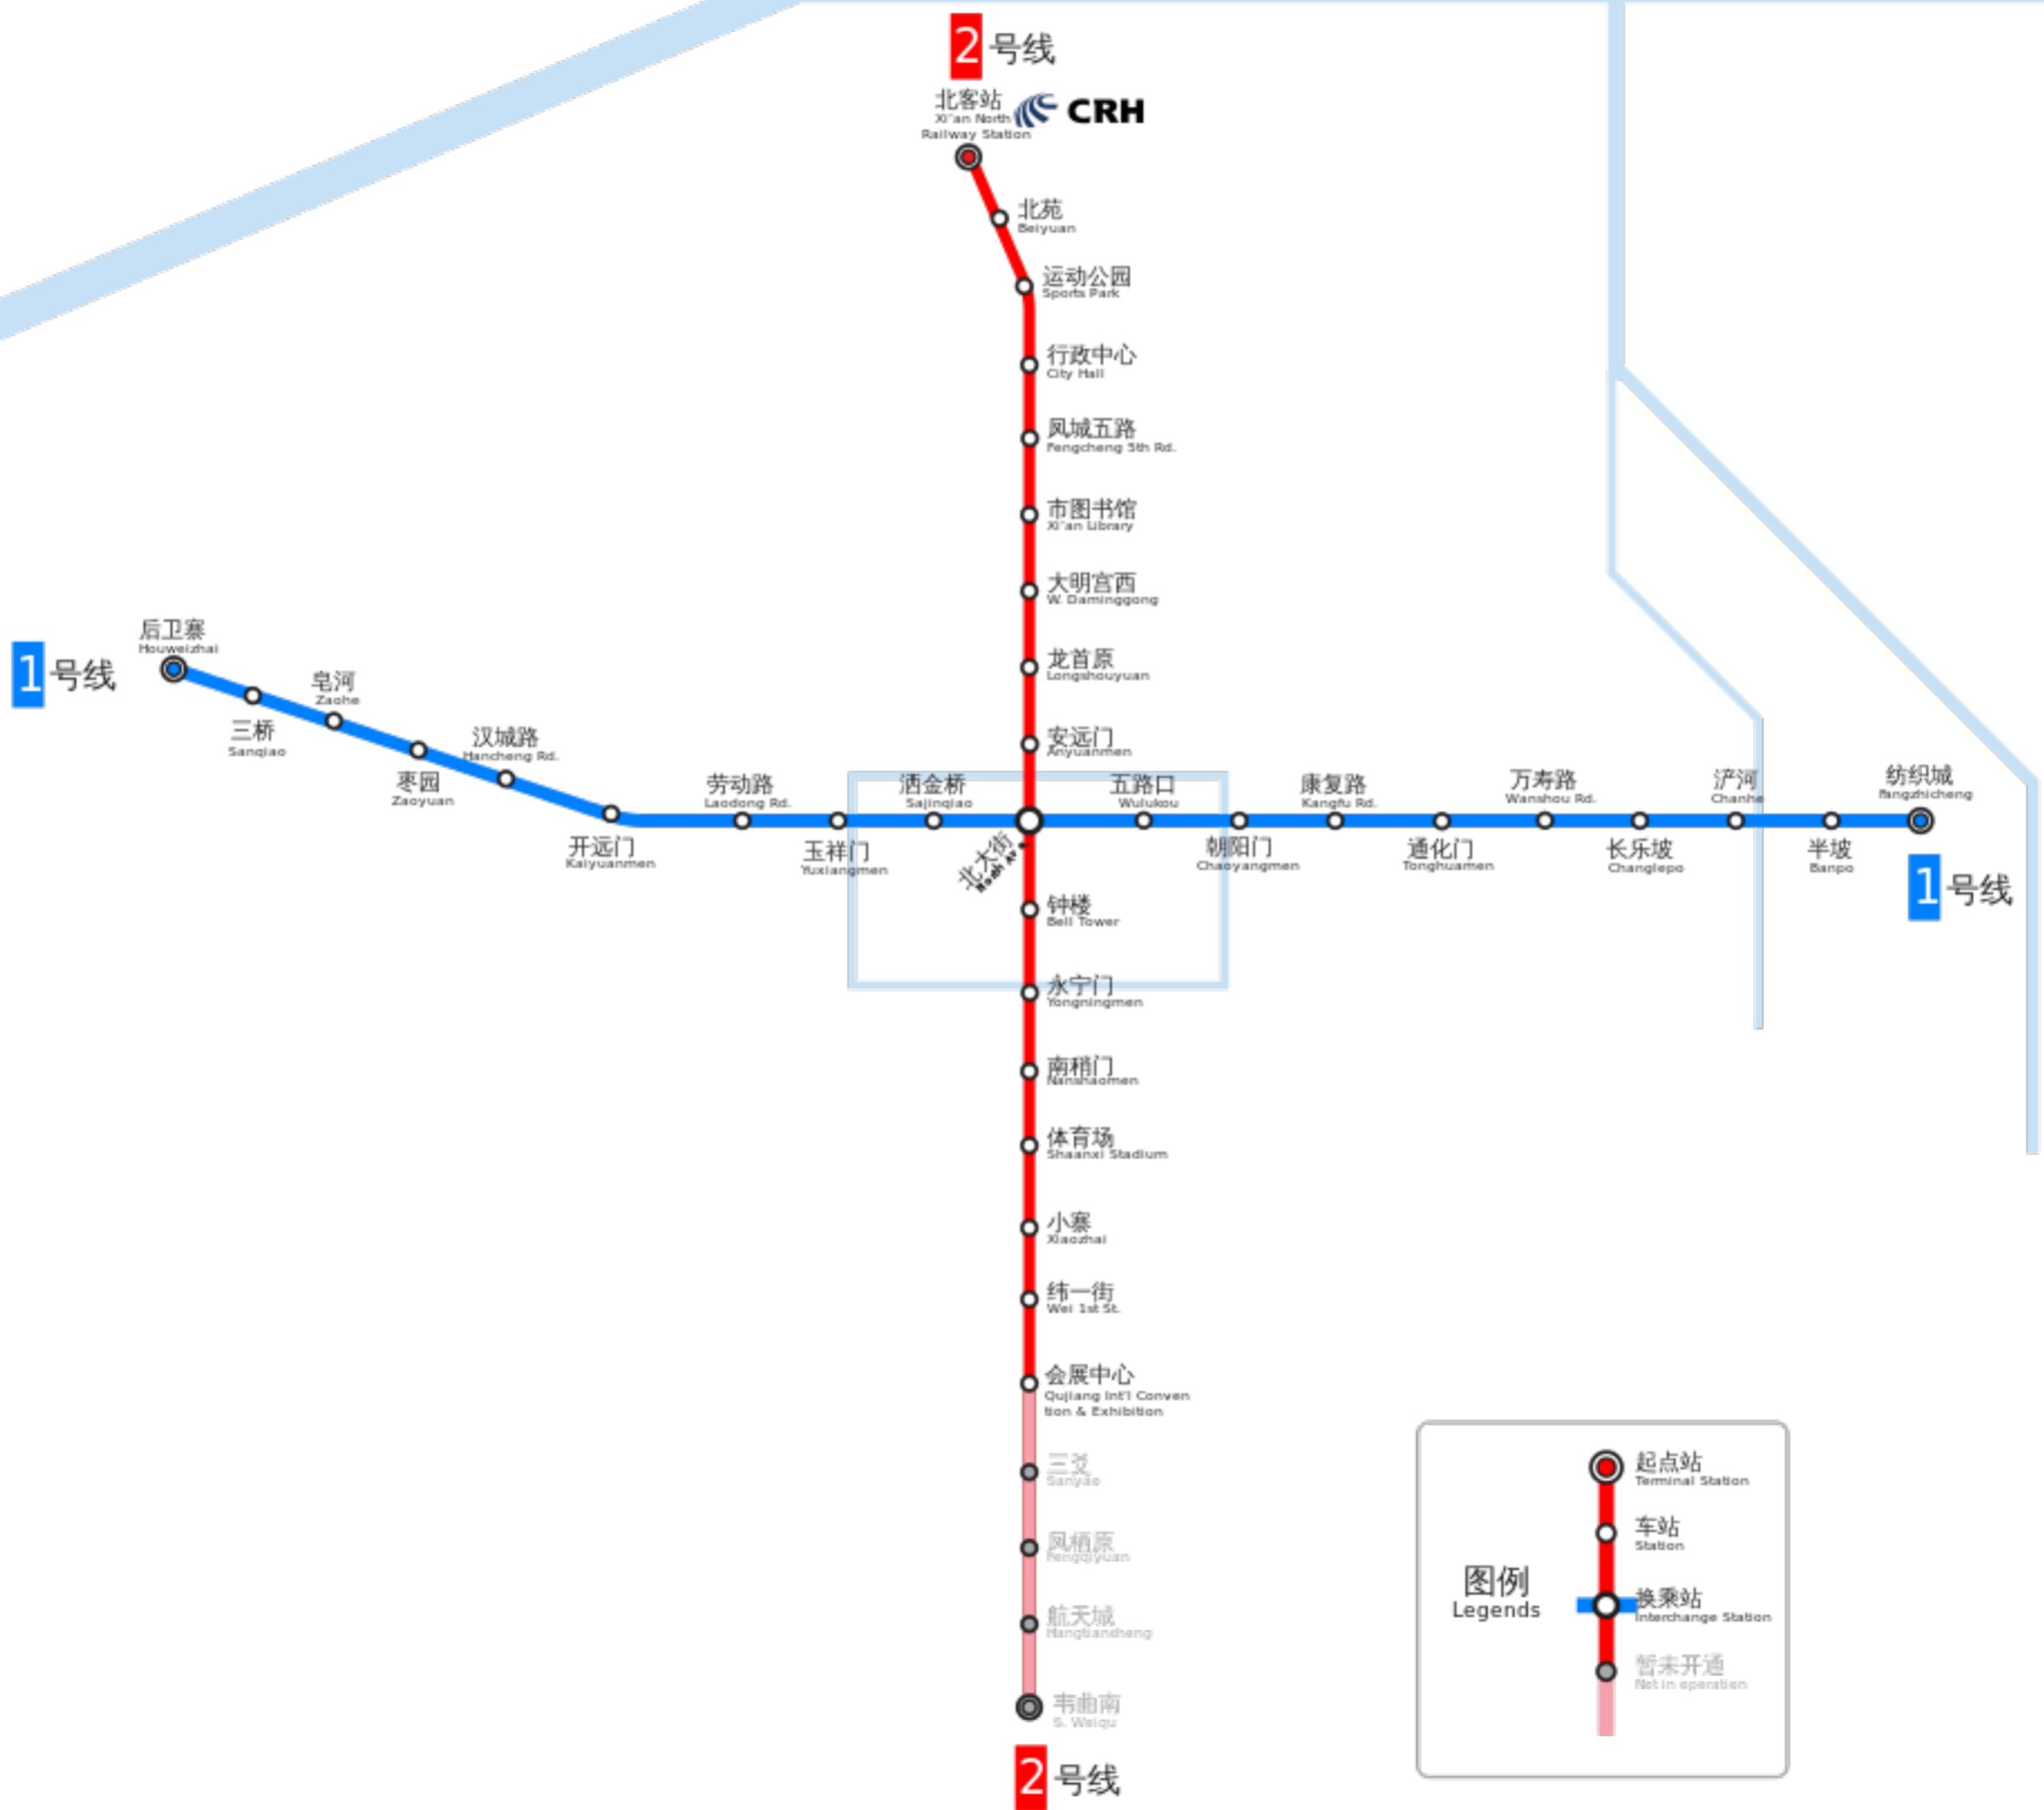 2 号线
北客站
Xi'an North
Railway Station
CRH
北苑
Beiyuan
运动公园
Sports Park
行政中心
City Hall
凤城五路
Fengcheng 5th Rd.
市图书馆
Xi'an Library
大明宫西
W. Daminggong
龙首原
Longshouyuan
安远门
Anyuanmen
1 号线
后卫寨
Houweizhai
三桥
Sanqiao
皂河
Zaohe
枣园
Zaoyuan
汉城路
Hancheng Rd.
开远门
Kaiyuanmen
劳动路
Laodong Rd.
玉祥门
Yuxiangmen
洒金桥
Sajinqiao
北大街
五路口
Wulukou
朝阳门
Chaoyangmen
康复路
Kangfu Rd.
通化门
Tonghuamen
万寿路
Wanshou Rd.
长乐坡
Changlepo
浐河
Chanhe
半坡
Banpo
纺织城
Fangzhicheng
1 号线
钟楼
Bell Tower
永宁门
Yongningmen
南稍门
Nanshaomen
体育场
Shaanxi Stadium
小寨
Xiaozhai
纬一街
Wei 1st St.
会展中心
Qujiang Int'l Conven
tion & Exhibition
三爻
Sanyao
凤栖原
Fengqiyuan
航天城
Hangtiancheng
韦曲南
S. Weiqu
2 号线
图例
Legends
起点站
Terminal Station
车站
Station
换乘站
Interchange Station
暂未开通
Not in operation